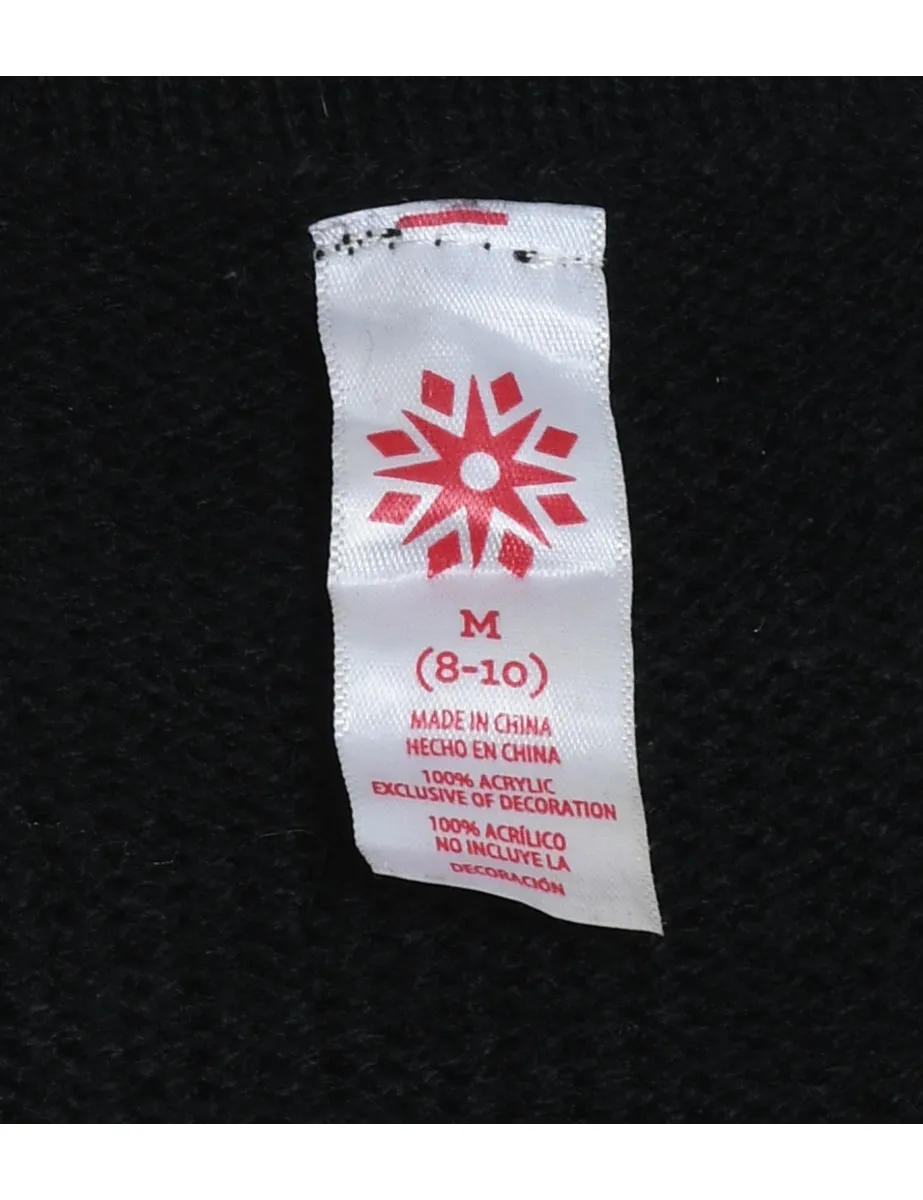 M
(8-10)
MADE IN CHINA
HECHO EN CHINA
100% ACRYLIC
EXCLUSIVE OF DECORATION
100% ACRÍLICO
NO INCLUYE LA
DECORACIÓN